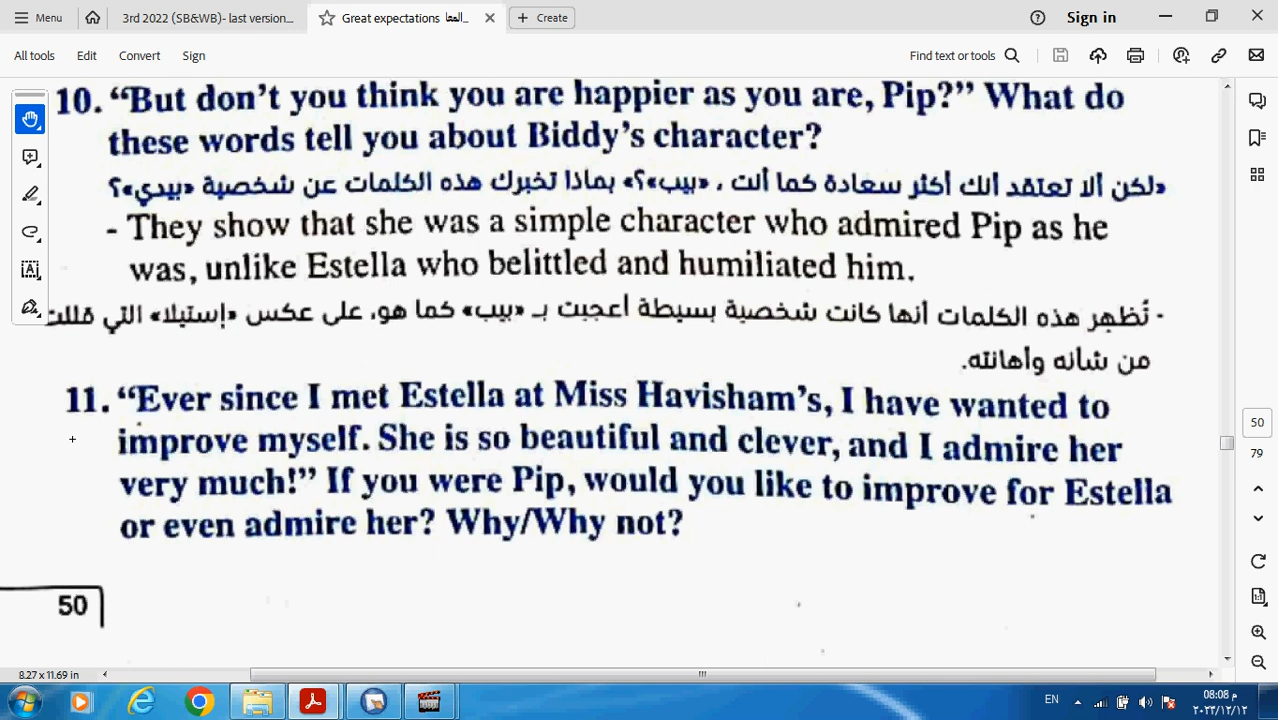 Menu
3rd 2022 (SB&WB)- last version...
Great expectations المعا...
Create
Sign in
All tools Edit Convert Sign
Find text or tools
10. “But don’t you think you are happier as you are, Pip?” What do
these words tell you about Biddy’s character?
«لكن ألا تعتقد أنك أكثر سعادة كما أنت ، «بيب»؟» بماذا تخبرك هذه الكلمات عن شخصية «بيدي»؟
- They show that she was a simple character who admired Pip as he
was, unlike Estella who belittled and humiliated him.
- تُظهر هذه الكلمات أنها كانت شخصية بسيطة أعجبت بـ «بيب» كما هو، على عكس «إستيلا» التي قللت
من شأنه وأهانته.
11. “Ever since I met Estella at Miss Havisham’s, I have wanted to
improve myself. She is so beautiful and clever, and I admire her
very much!” If you were Pip, would you like to improve for Estella
or even admire her? Why/Why not?
50
50
79
8.27 x 11.69 in
EN
٠٨:٠٨ م
٢٠٢٣/١٢/١٢